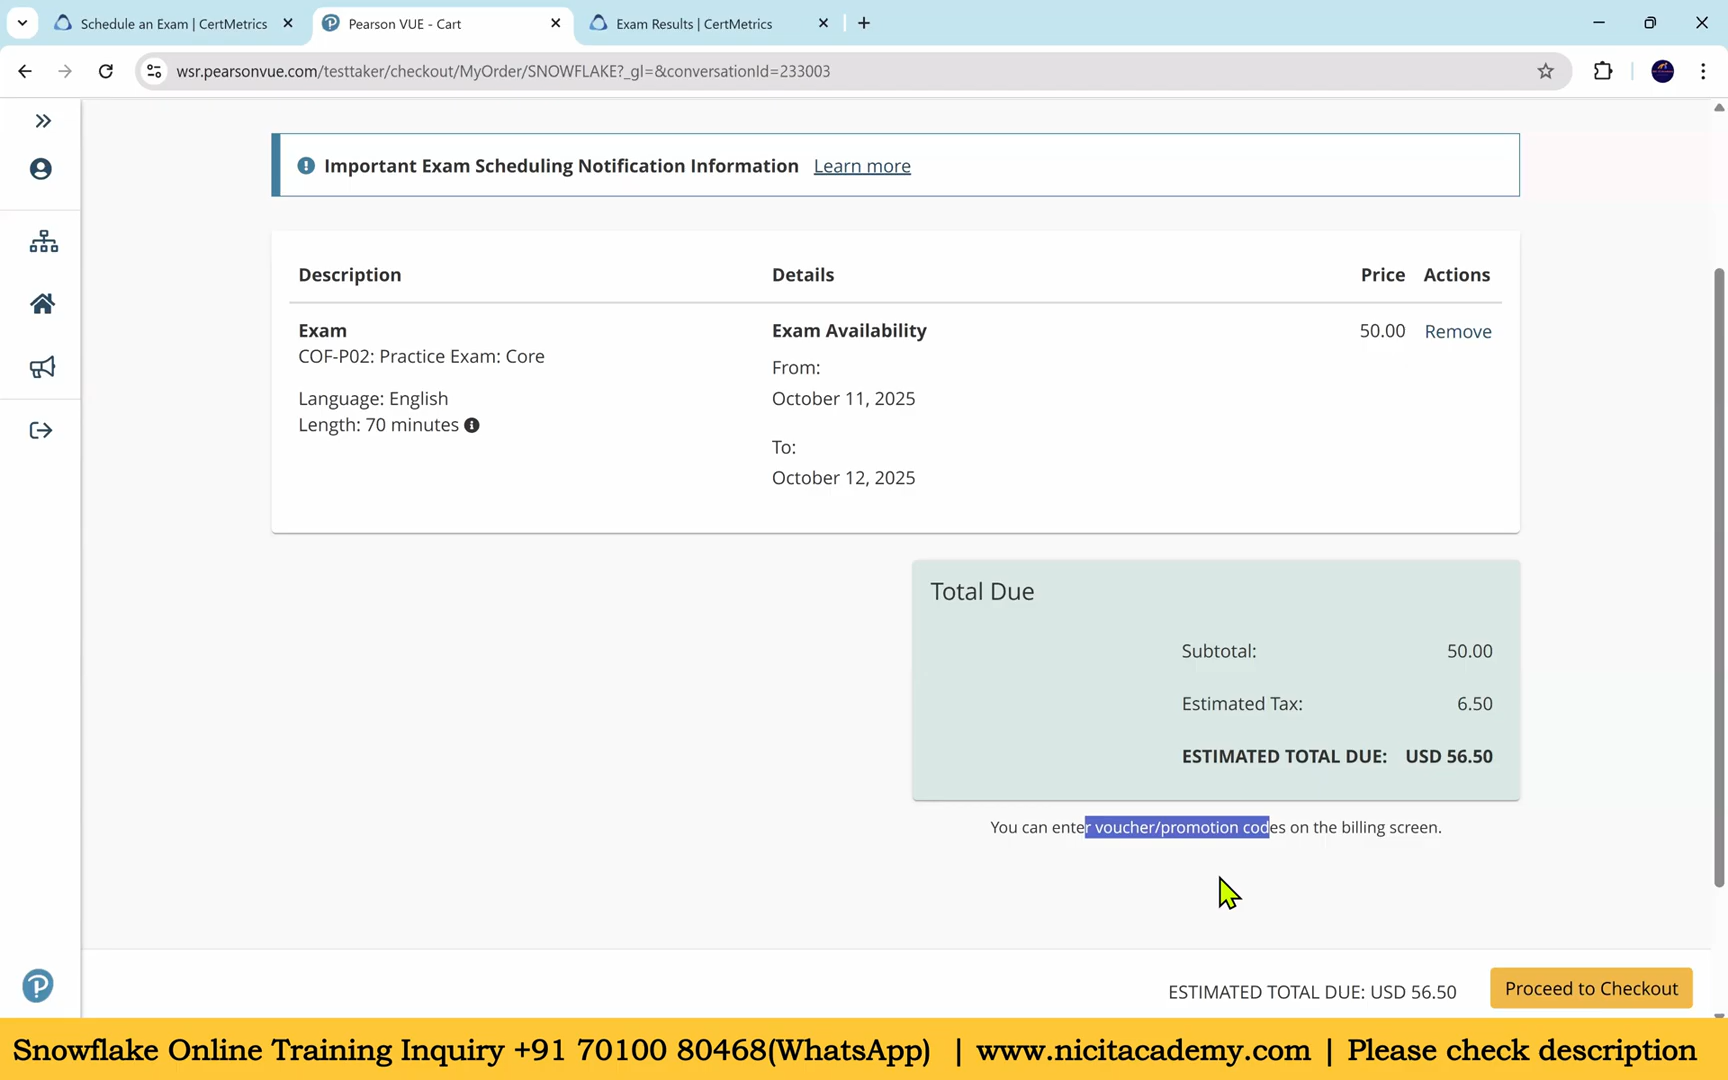 Schedule an Exam | CertMetrics
Pearson VUE - Cart
Exam Results | CertMetrics
wsr.pearsonvue.com/testtaker/checkout/MyOrder/SNOWFLAKE?_gl=&conversationId=233003
Important Exam Scheduling Notification Information Learn more
Description Details Price Actions
Exam Exam Availability 50.00 Remove
COF-P02: Practice Exam: Core
From:
Language: English October 11, 2025
Length: 70 minutes
To:
October 12, 2025
Total Due
Subtotal: 50.00
Estimated Tax: 6.50
ESTIMATED TOTAL DUE: USD 56.50
You can enter voucher/promotion codes on the billing screen.
ESTIMATED TOTAL DUE: USD 56.50 Proceed to Checkout
Snowflake Online Training Inquiry +91 70100 80468(WhatsApp) | www.nicitacademy.com | Please check description